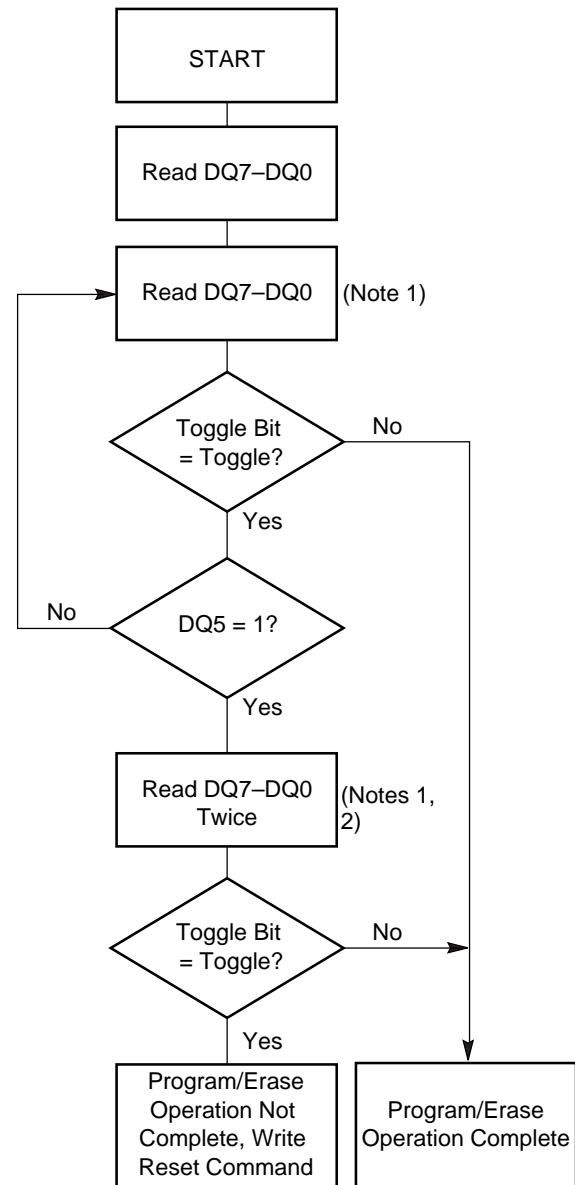 START
Read DQ7–DQ0
Read DQ7–DQ0
(Note 1)
Toggle Bit
= Toggle?
No
Yes
DQ5 = 1?
No
Yes
Read DQ7–DQ0
Twice
(Notes 1,
2)
Toggle Bit
= Toggle?
No
Yes
Program/Erase
Operation Not
Complete, Write
Reset Command
Program/Erase
Operation Complete